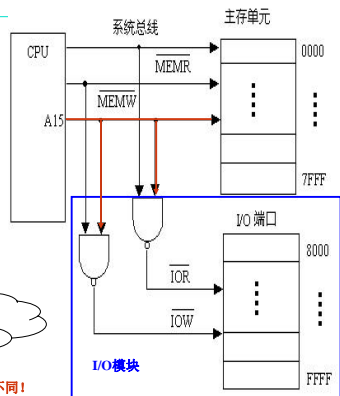 系统总线
主存单元
CPU
0000
MEMR
MEMW
A15
7FFF
I/O 端口
8000
IOR
IOW
I/O模块
FFFF
不同!